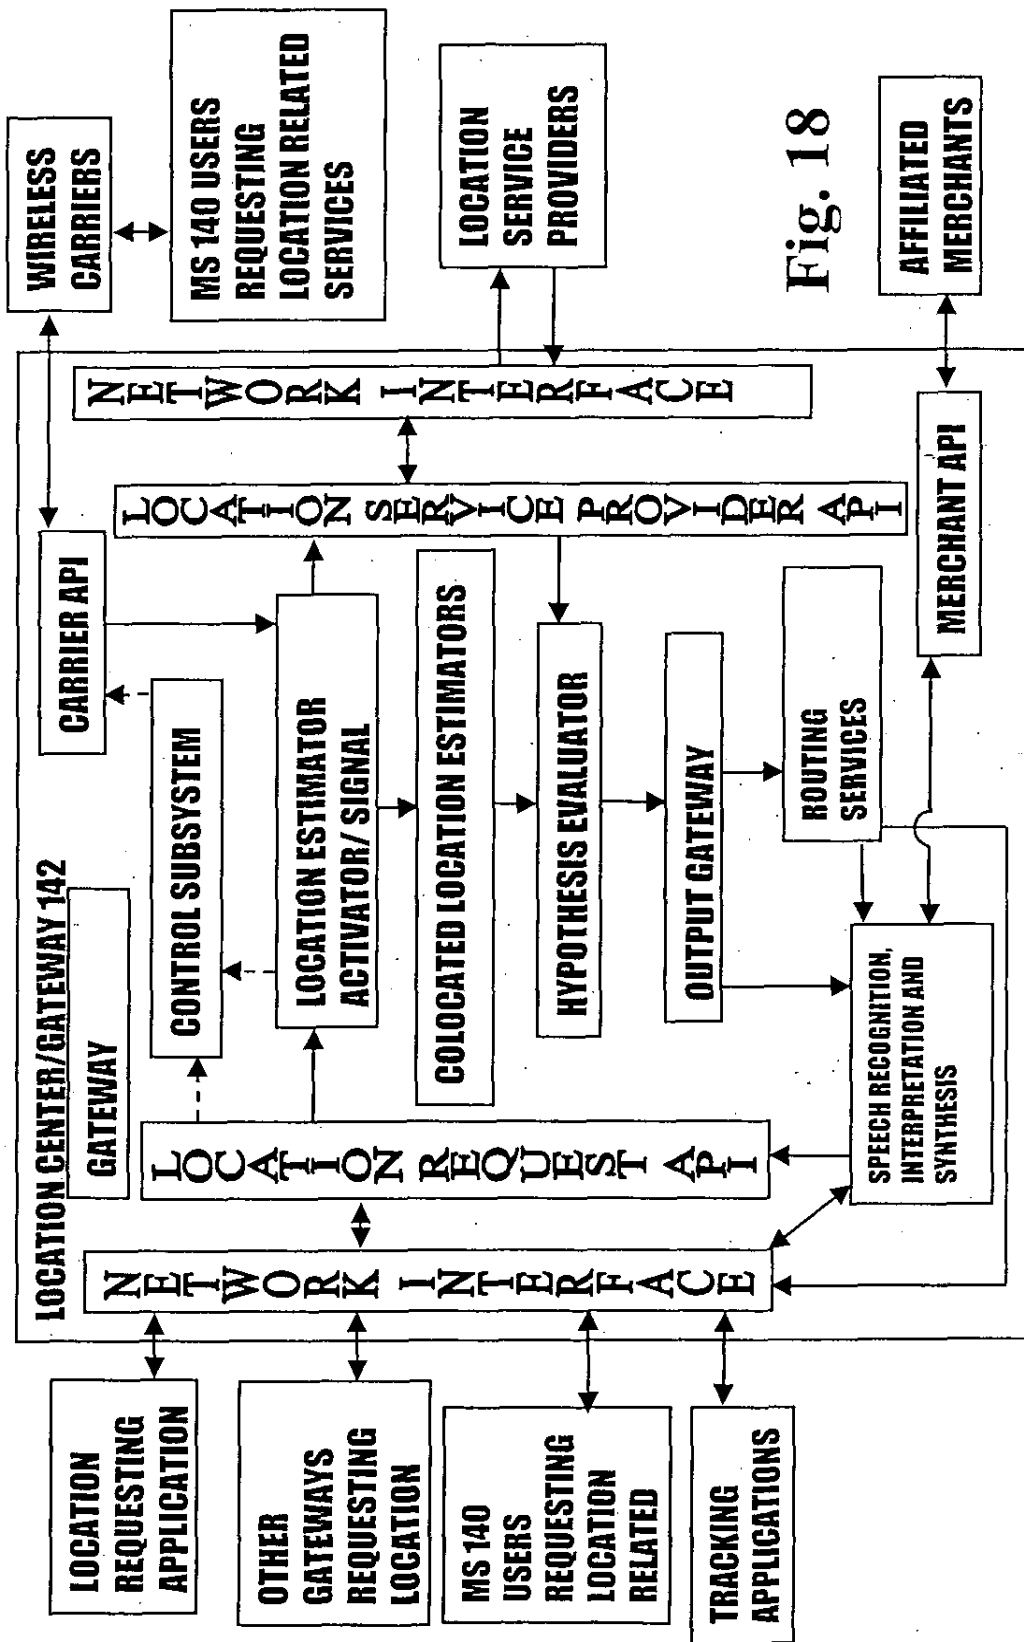 LOCATION CENTER/GATEWAY 142
GATEWAY
LOCATION
REQUESTING
APPLICATION
OTHER
GATEWAYS
REQUESTING
LOCATION
MS 140
USERS
REQUESTING
LOCATION
RELATED
TRACKING
APPLICATIONS
NETWORK INTERFACE
LOCATION REQUEST API
CONTROL SUBSYSTEM
LOCATION ESTIMATOR
ACTIVATOR/ SIGNAL
COLOCATED LOCATION ESTIMATORS
HYPOTHESIS EVALUATOR
OUTPUT GATEWAY
ROUTING
SERVICES
SPEECH RECOGNITION,
INTERPRETATION AND
SYNTHESIS
CARRIER API
LOCATION SERVICE PROVIDER API
NETWORK INTERFACE
MERCHANT API
WIRELESS
CARRIERS
MS 140 USERS
REQUESTING
LOCATION RELATED
SERVICES
LOCATION
SERVICE
PROVIDERS
Fig. 18
AFFILIATED
MERCHANTS